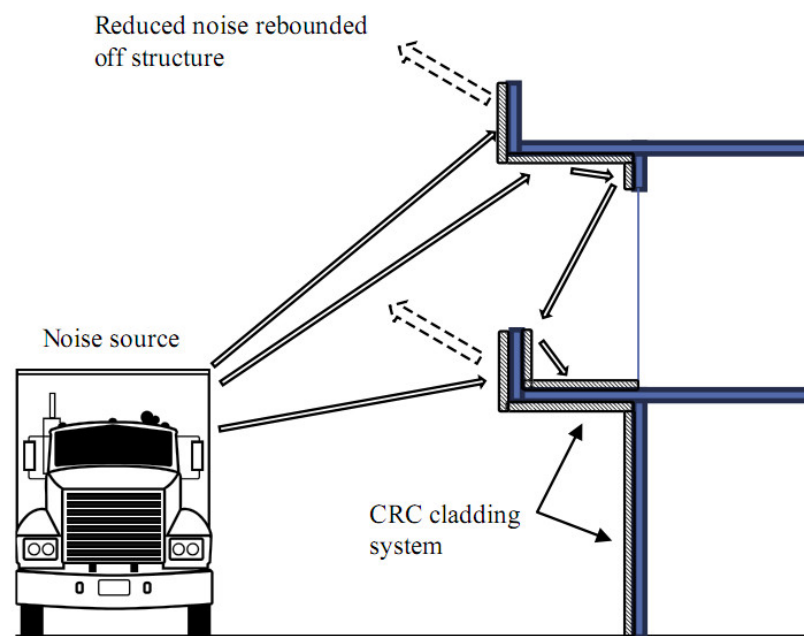 Reduced noise rebounded
off structure
Noise source
CRC cladding
system